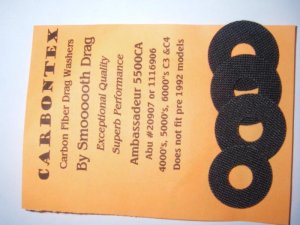 CARBONTEX
Carbon Fiber Drag Washers
By Smooooooth Drag
Exceptional Quality
Superb Performance
Ambassadeur 5500CA
Abu #20907 or 1116906
4000's, 5000's, 6000's C3 &C4
Does not fit pre 1992 models